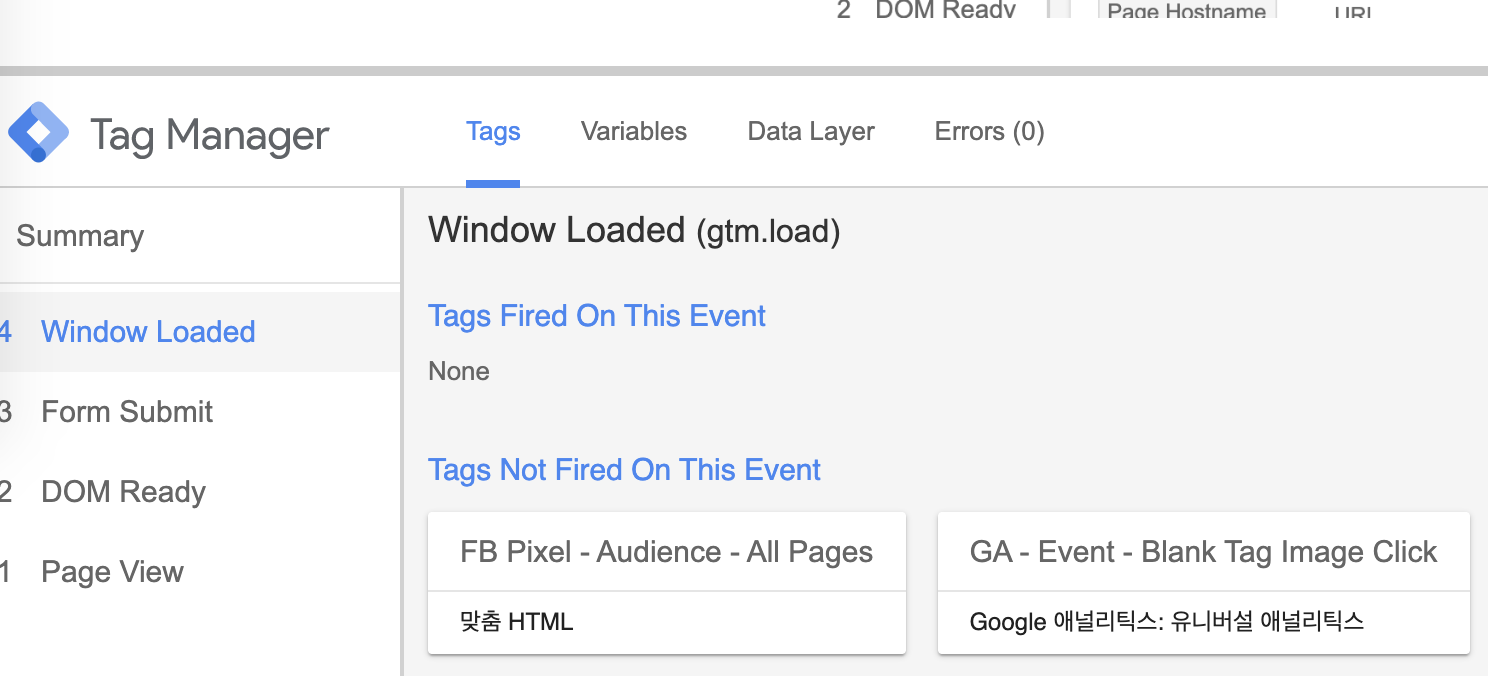 2 DOM Ready Page Hostname URL
Tag Manager Tags Variables Data Layer Errors (0)
Summary
4 Window Loaded
3 Form Submit
2 DOM Ready
1 Page View
Window Loaded (gtm.load)
Tags Fired On This Event
None
Tags Not Fired On This Event
FB Pixel - Audience - All Pages
맞춤 HTML
GA - Event - Blank Tag Image Click
Google 애널리틱스: 유니버설 애널리틱스